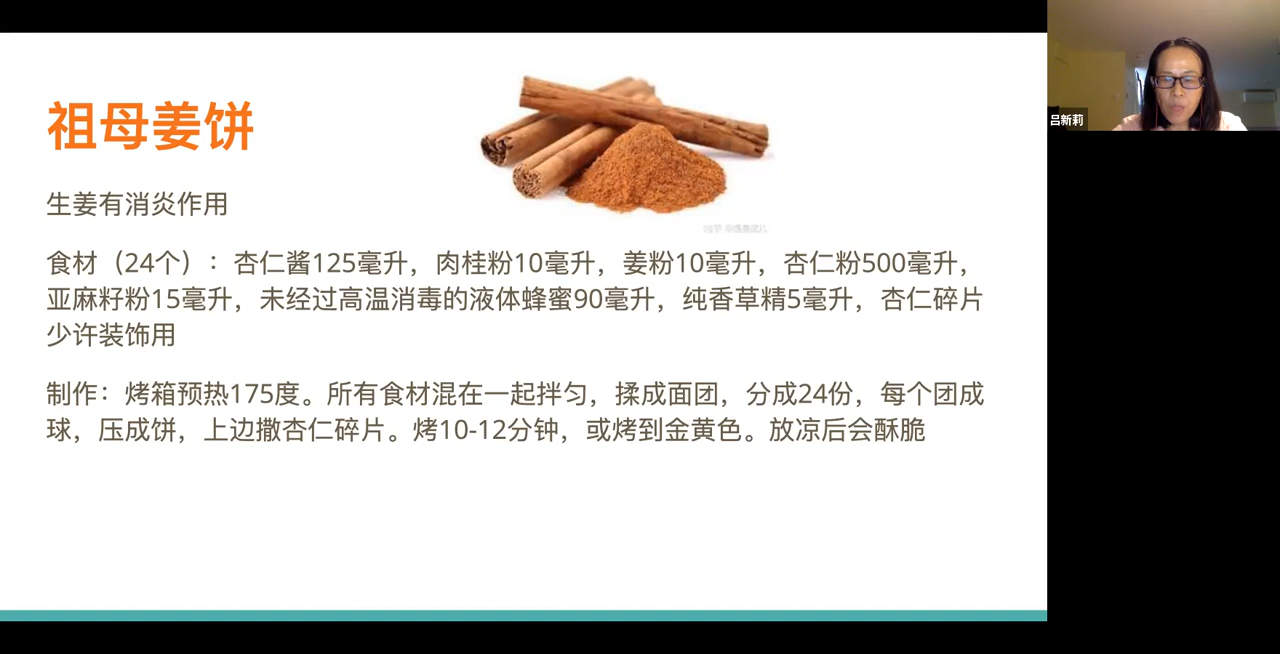 祖母姜饼
生姜有消炎作用
食材（24个）：杏仁酱125毫升，肉桂粉10毫升，姜粉10毫升，杏仁粉500毫升，
亚麻籽粉15毫升，未经过高温消毒的液体蜂蜜90毫升，纯香草精5毫升，杏仁碎片
少许装饰用
制作：烤箱预热175度。所有食材混在一起拌匀，揉成面团，分成24份，每个团成
球，压成饼，上边撒杏仁碎片。烤10-12分钟，或烤到金黄色。放凉后会酥脆
吕新莉